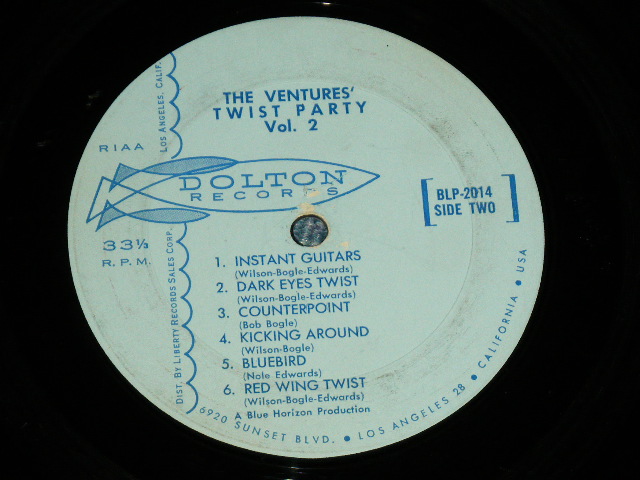 THE VENTURES'
TWIST PARTY
Vol. 2
RIAA
DOLTON
RECORDS
BLP-2014
SIDE TWO
33⅓
R.P.M.
1. INSTANT GUITARS
(Wilson-Bogle-Edwards)
2. DARK EYES TWIST
(Wilson-Bogle-Edwards)
3. COUNTERPOINT
(Bob Bogle)
4. KICKING AROUND
(Wilson-Bogle)
5. BLUEBIRD
(Nole Edwards)
6. RED WING TWIST
(Wilson-Bogle-Edwards)
A Blue Horizon Production
DIST. BY LIBERTY RECORDS SALES CORP. LOS ANGELES, CALIF.
6920 SUNSET BLVD. • LOS ANGELES 28 • CALIFORNIA • USA